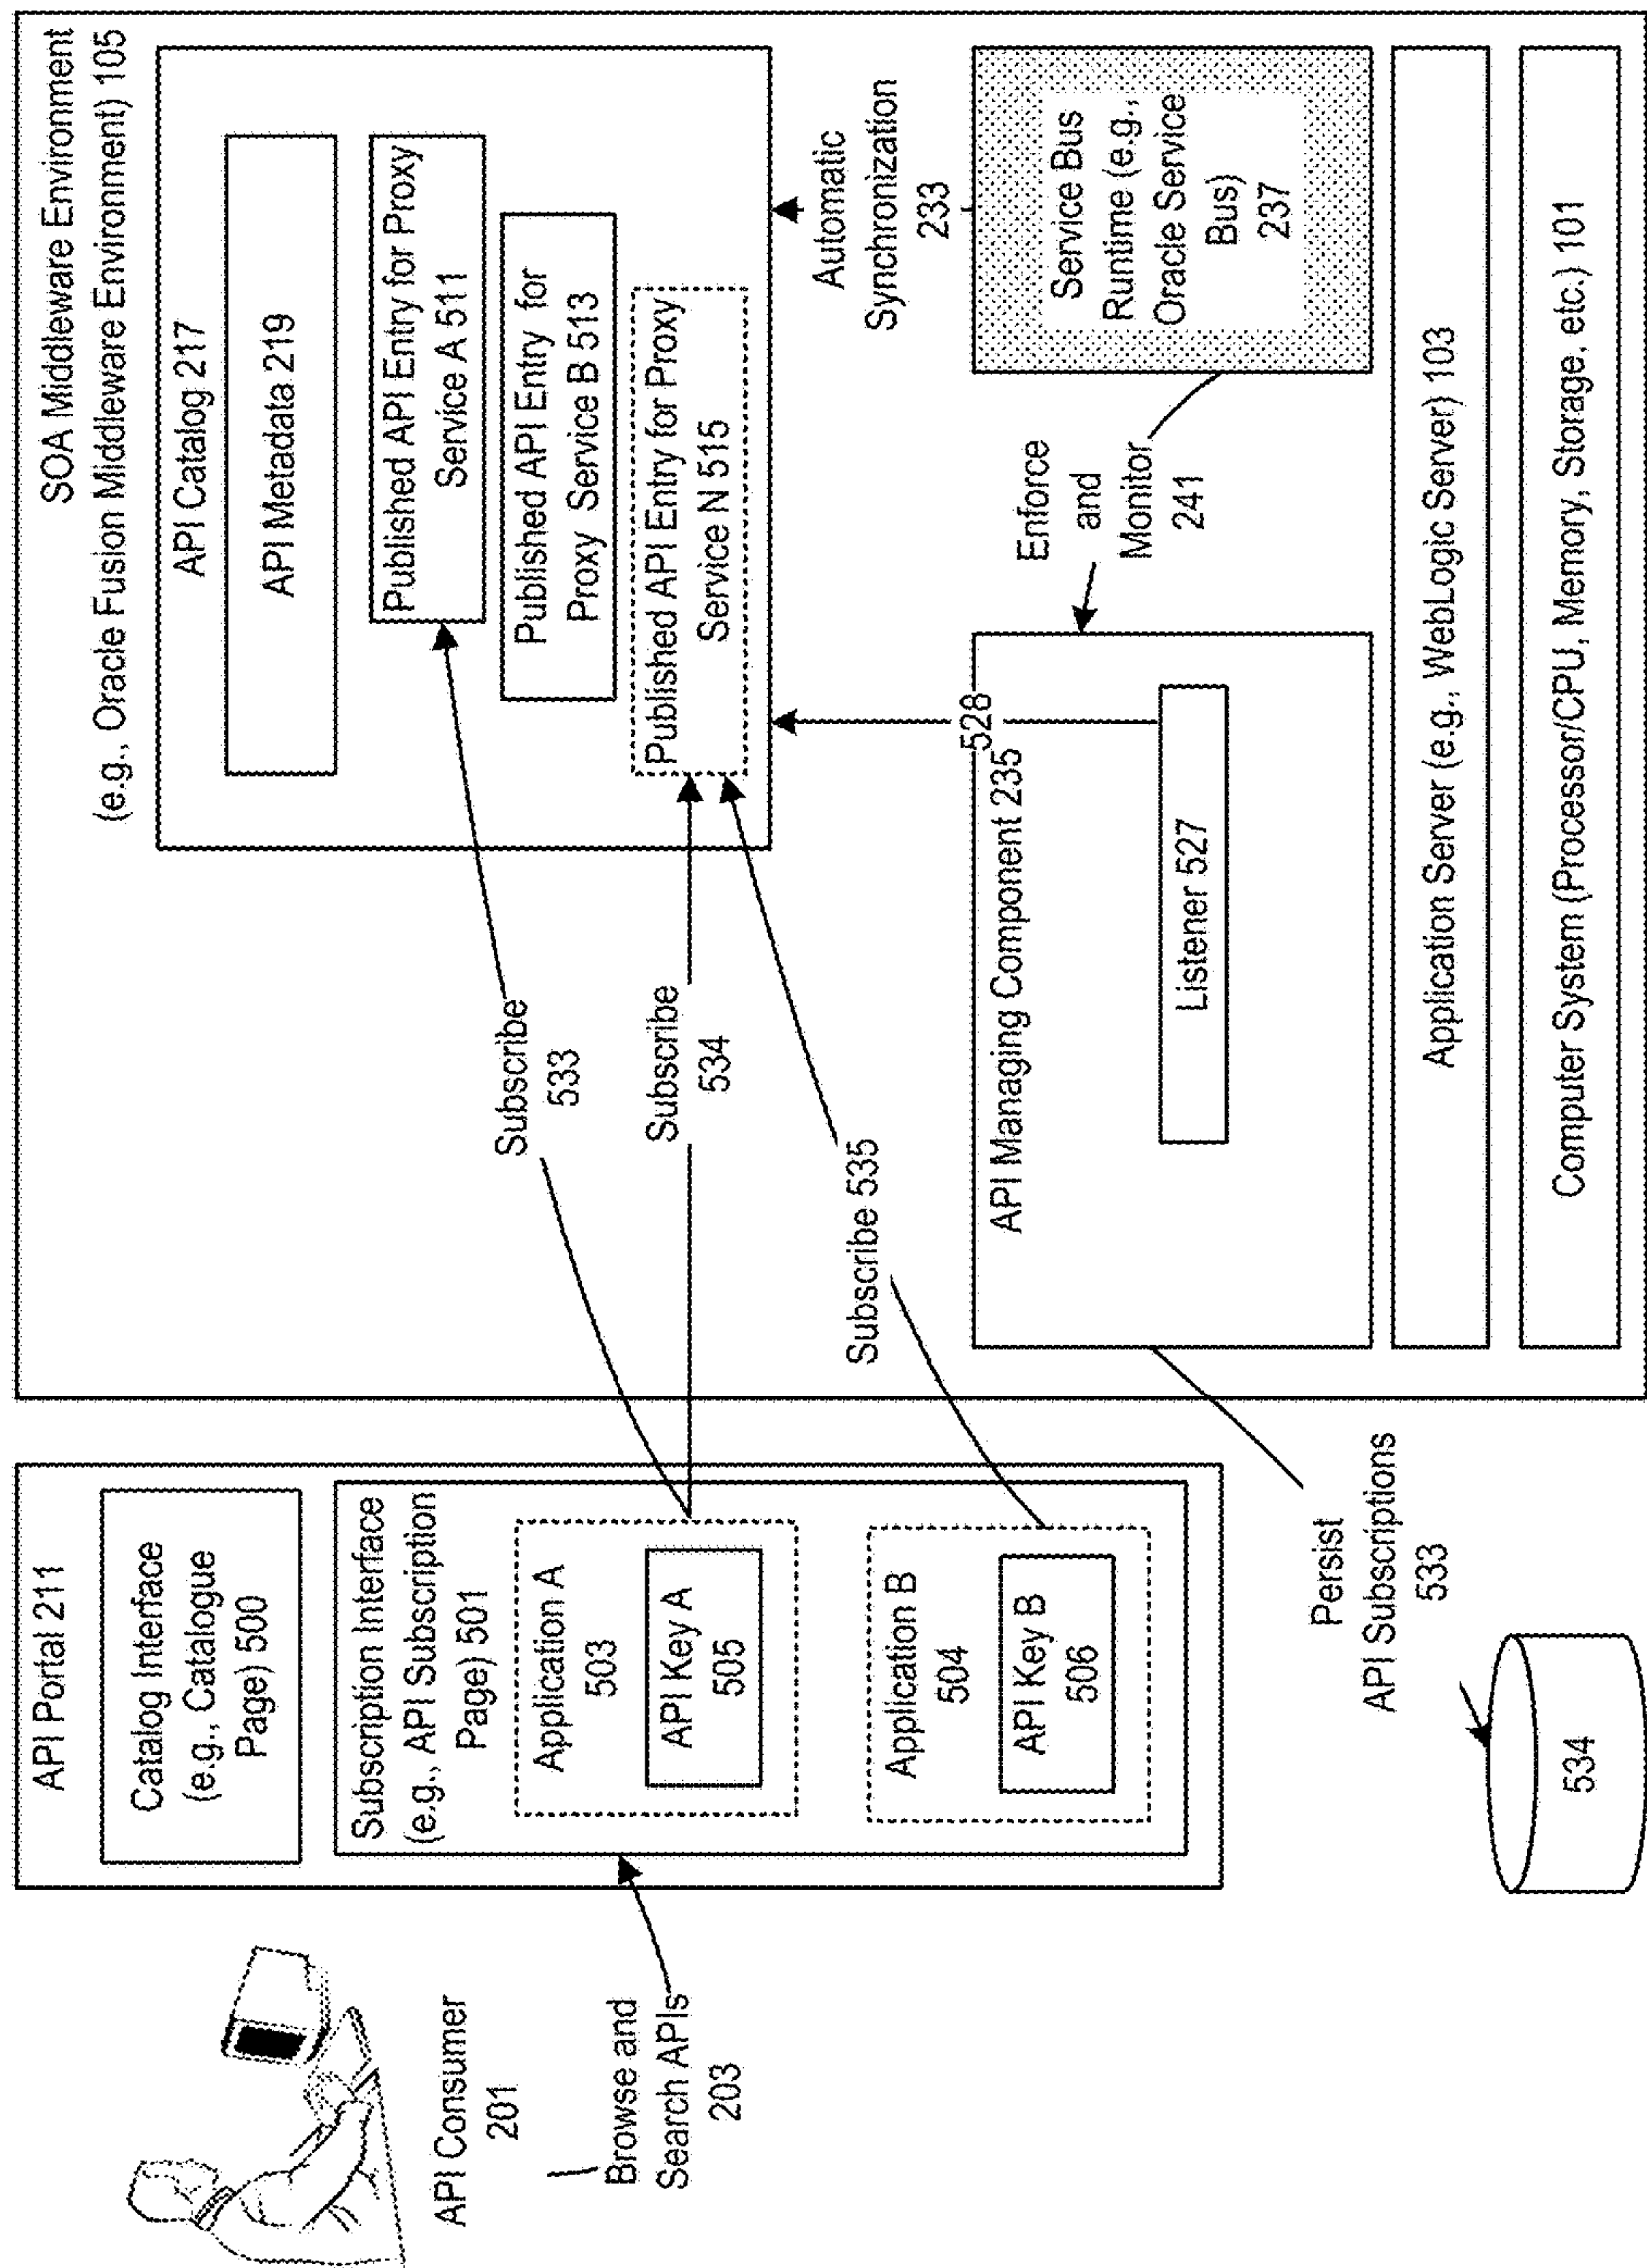 API Consumer
201
Browse and
Search APIs
203
API Portal 211
Catalog Interface
(e.g., Catalogue
Page) 500
Subscription Interface
(e.g., API Subscription
Page) 501
Application A
503
API Key A
505
Application B
504
API Key B
506
534
Persist
API Subscriptions
533
Subscribe
533
Subscribe
534
Subscribe 535
SOA Middleware Environment
(e.g., Oracle Fusion Middleware Environment) 105
API Catalog 217
API Metadata 219
Published API Entry for Proxy
Service A 511
Published API Entry for
Proxy Service B 513
Published API Entry for Proxy
Service N 515
Automatic
Synchronization
233
528
API Managing Component 235
Listener 527
Enforce
and
Monitor
241
Service Bus
Runtime (e.g.,
Oracle Service
Bus)
237
Application Server (e.g., WebLogic Server) 103
Computer System (Processor/CPU, Memory, Storage, etc.) 101